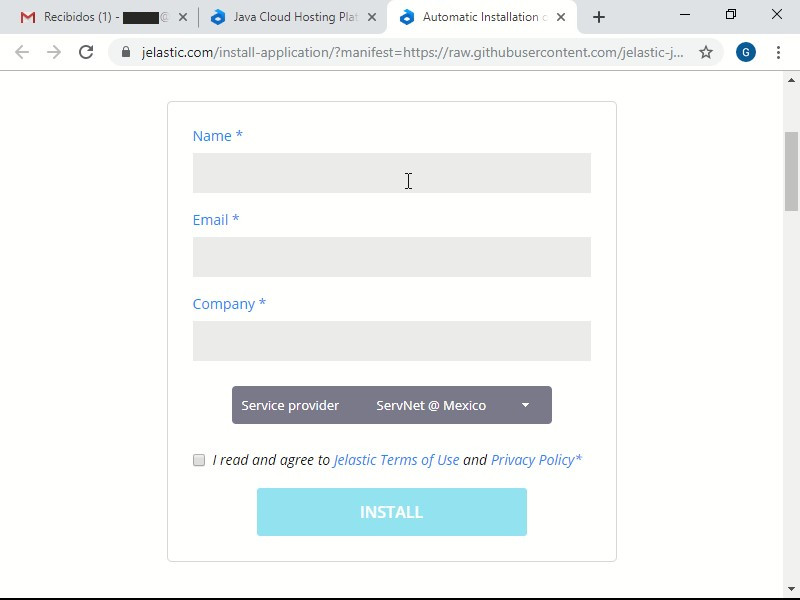 Recibidos (1) -
Java Cloud Hosting Plat
Automatic Installation
jelastic.com/install-application/?manifest=https://raw.githubusercontent.com/jelastic-j...
G
Name *
Email *
Company *
Service provider ServNet @ Mexico
I read and agree to Jelastic Terms of Use and Privacy Policy*
INSTALL